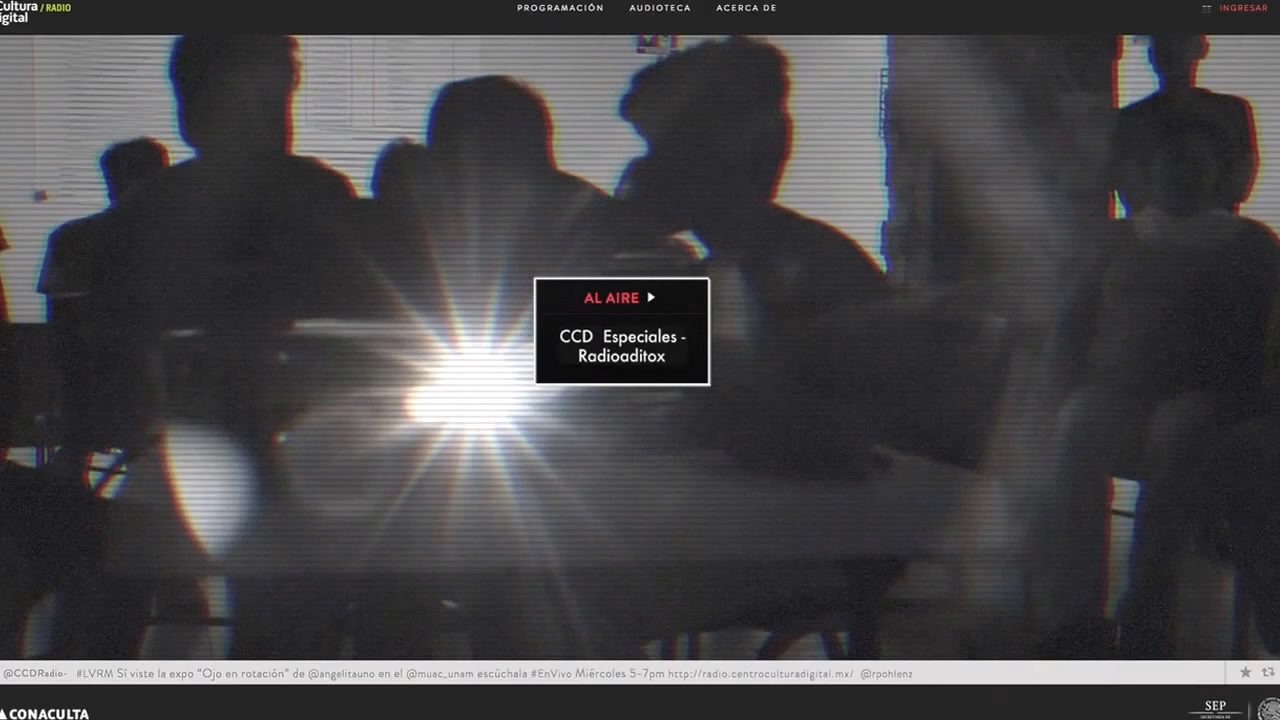 Cultura / RADIO
igital
PROGRAMACIÓN AUDIOTECA ACERCA DE
INGRESAR
AL AIRE
CCD Especiales -
Radioaditox
@CCDRadio- #LVRM Sí viste la expo "Ojo en rotación" de @angelitauno en el @muac_unam escúchala #EnVivo Miércoles 5-7pm http://radio.centroculturadigital.mx/ @rpohlenz
CONACULTA
SEP